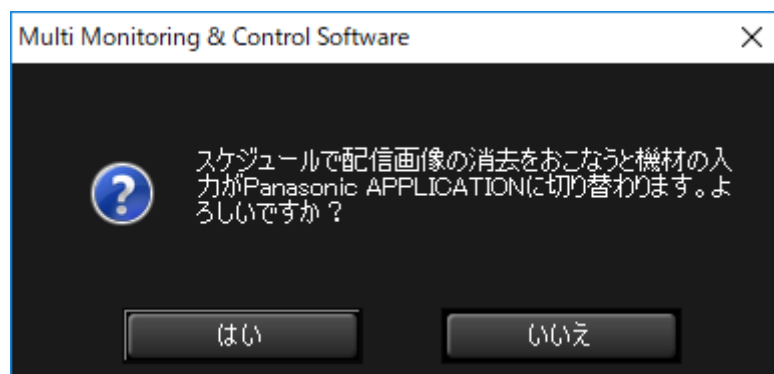 Multi Monitoring & Control Software
スケジュールで配信画像の消去をおこなうと機材の入
力がPanasonic APPLICATIONに切り替わります。よ
ろしいですか？
はい
いいえ